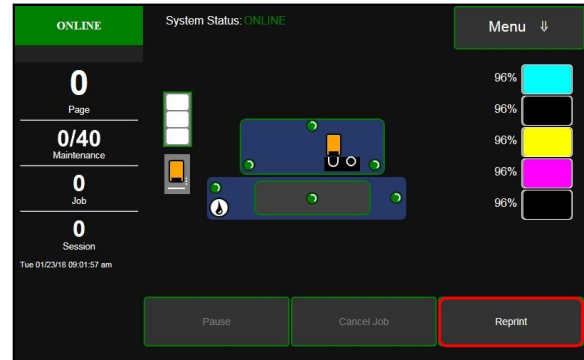 ONLINE
System Status: ONLINE
Menu ⇓
0
Page
0/40
Maintenance
0
Job
0
Session
Tue 01/23/18 09:01:57 am
96%
96%
96%
96%
96%
Pause
Cancel Job
Reprint